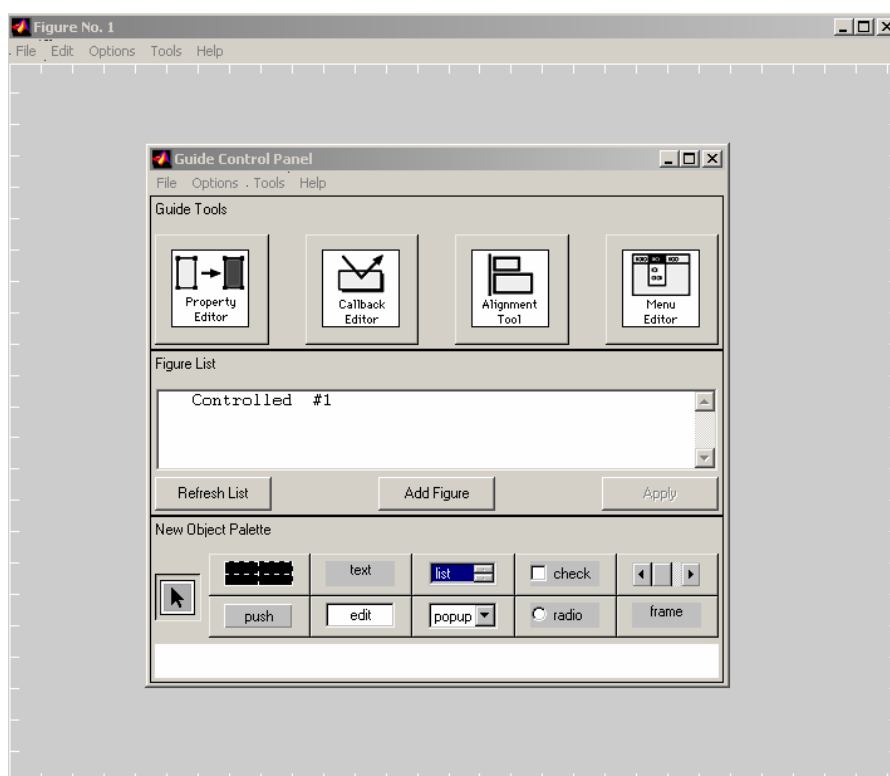 Figure No. 1
File Edit Options Tools Help
Guide Control Panel
File Options Tools Help
Guide Tools
Property Editor
Callback Editor
Alignment Tool
Menu Editor
Figure List
Controlled #1
Refresh List Add Figure Apply
New Object Palette
text list check
push edit popup radio frame